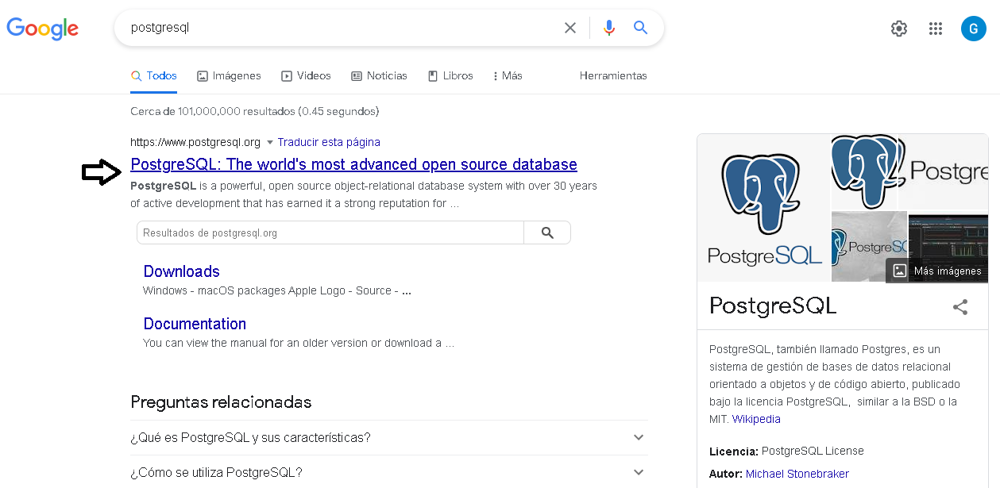 Google
postgresql
G
Todos
Imágenes
Videos
Noticias
Libros
Más
Herramientas
Cerca de 101,000,000 resultados (0.45 segundos)
https://www.postgresql.org Traducir esta página
PostgreSQL: The world's most advanced open source database
PostgreSQL is a powerful, open source object-relational database system with over 30 years
of active development that has earned it a strong reputation for ...
Resultados de postgresql.org
Downloads
Windows - macOS packages Apple Logo - Source - ...
Documentation
You can view the manual for an older version or download a ...
Preguntas relacionadas
¿Qué es PostgreSQL y sus características?
¿Cómo se utiliza PostgreSQL?
PostgreSQL
Postgre
PostgreSQ
Más imágenes
PostgreSQL
PostgreSQL, también llamado Postgres, es un
sistema de gestión de bases de datos relacional
orientado a objetos y de código abierto, publicado
bajo la licencia PostgreSQL, similar a la BSD o la
MIT. Wikipedia
Licencia: PostgreSQL License
Autor: Michael Stonebraker